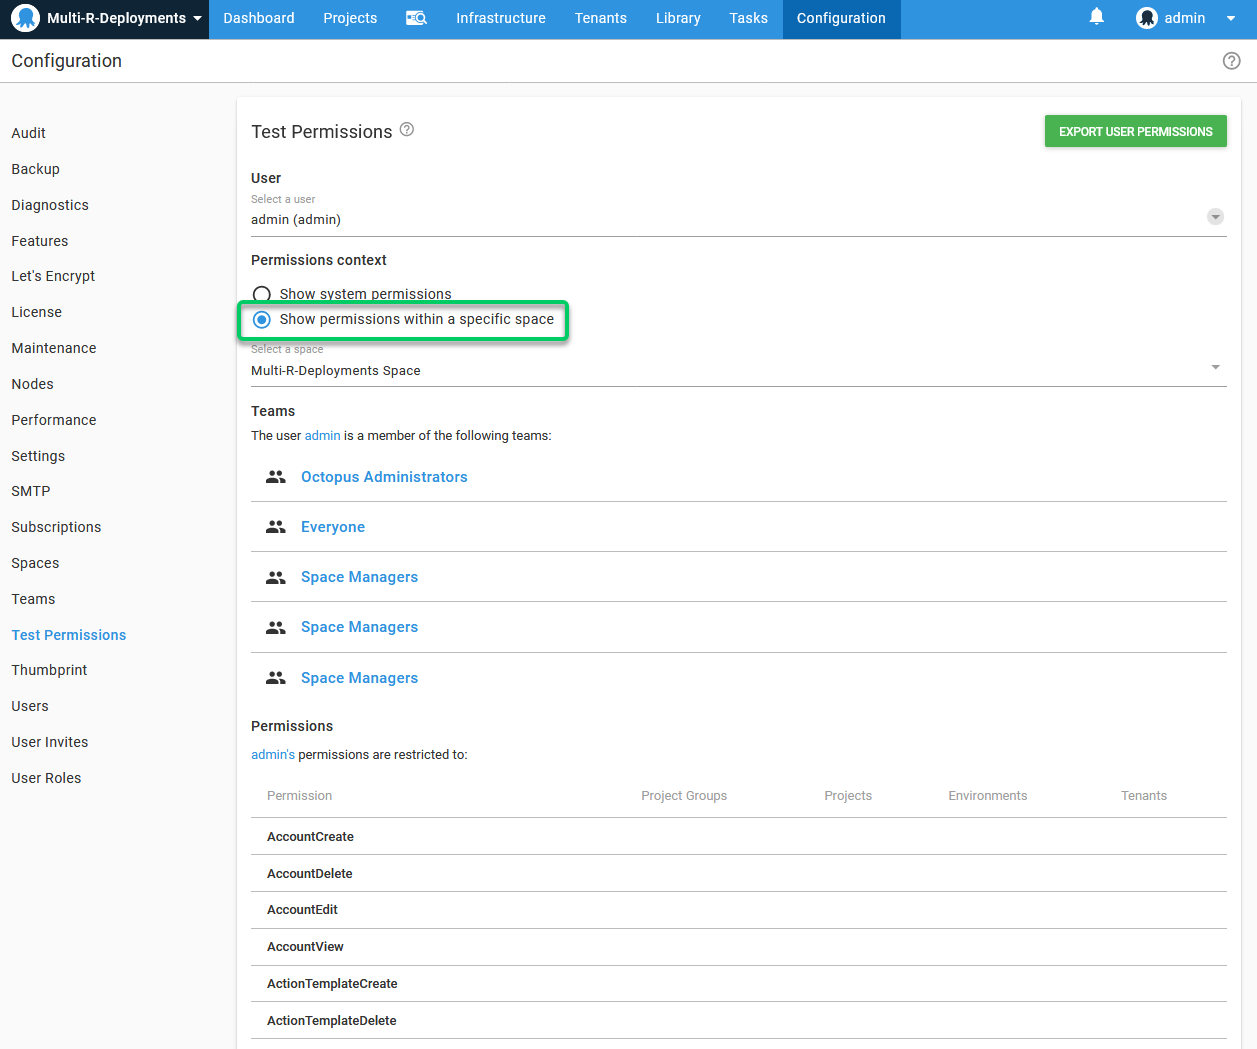 Multi-R-Deployments Dashboard Projects Infrastructure Tenants Library Tasks Configuration admin
Configuration
Audit
Backup
Diagnostics
Features
Let's Encrypt
License
Maintenance
Nodes
Performance
Settings
SMTP
Subscriptions
Spaces
Teams
Test Permissions
Thumbprint
Users
User Invites
User Roles
Test Permissions
EXPORT USER PERMISSIONS
User
Select a user
admin (admin)
Permissions context
Show system permissions
Show permissions within a specific space
Select a space
Multi-R-Deployments Space
Teams
The user admin is a member of the following teams:
Octopus Administrators
Everyone
Space Managers
Space Managers
Space Managers
Permissions
admin's permissions are restricted to:
Permission Project Groups Projects Environments Tenants
AccountCreate
AccountDelete
AccountEdit
AccountView
ActionTemplateCreate
ActionTemplateDelete